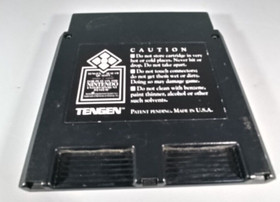 CAUTION
■ Do not store cartridge in very
hot or cold places. Never hit or
drop. Do not take apart.
■ Do not touch connectors;
do not get them wet or dirty.
Doing so may damage game.
■ Do not clean with benzene,
paint thinner, alcohol or other
such solvents.
NINTENDO
TENGEN
PATENT PENDING. MADE IN U.S.A.